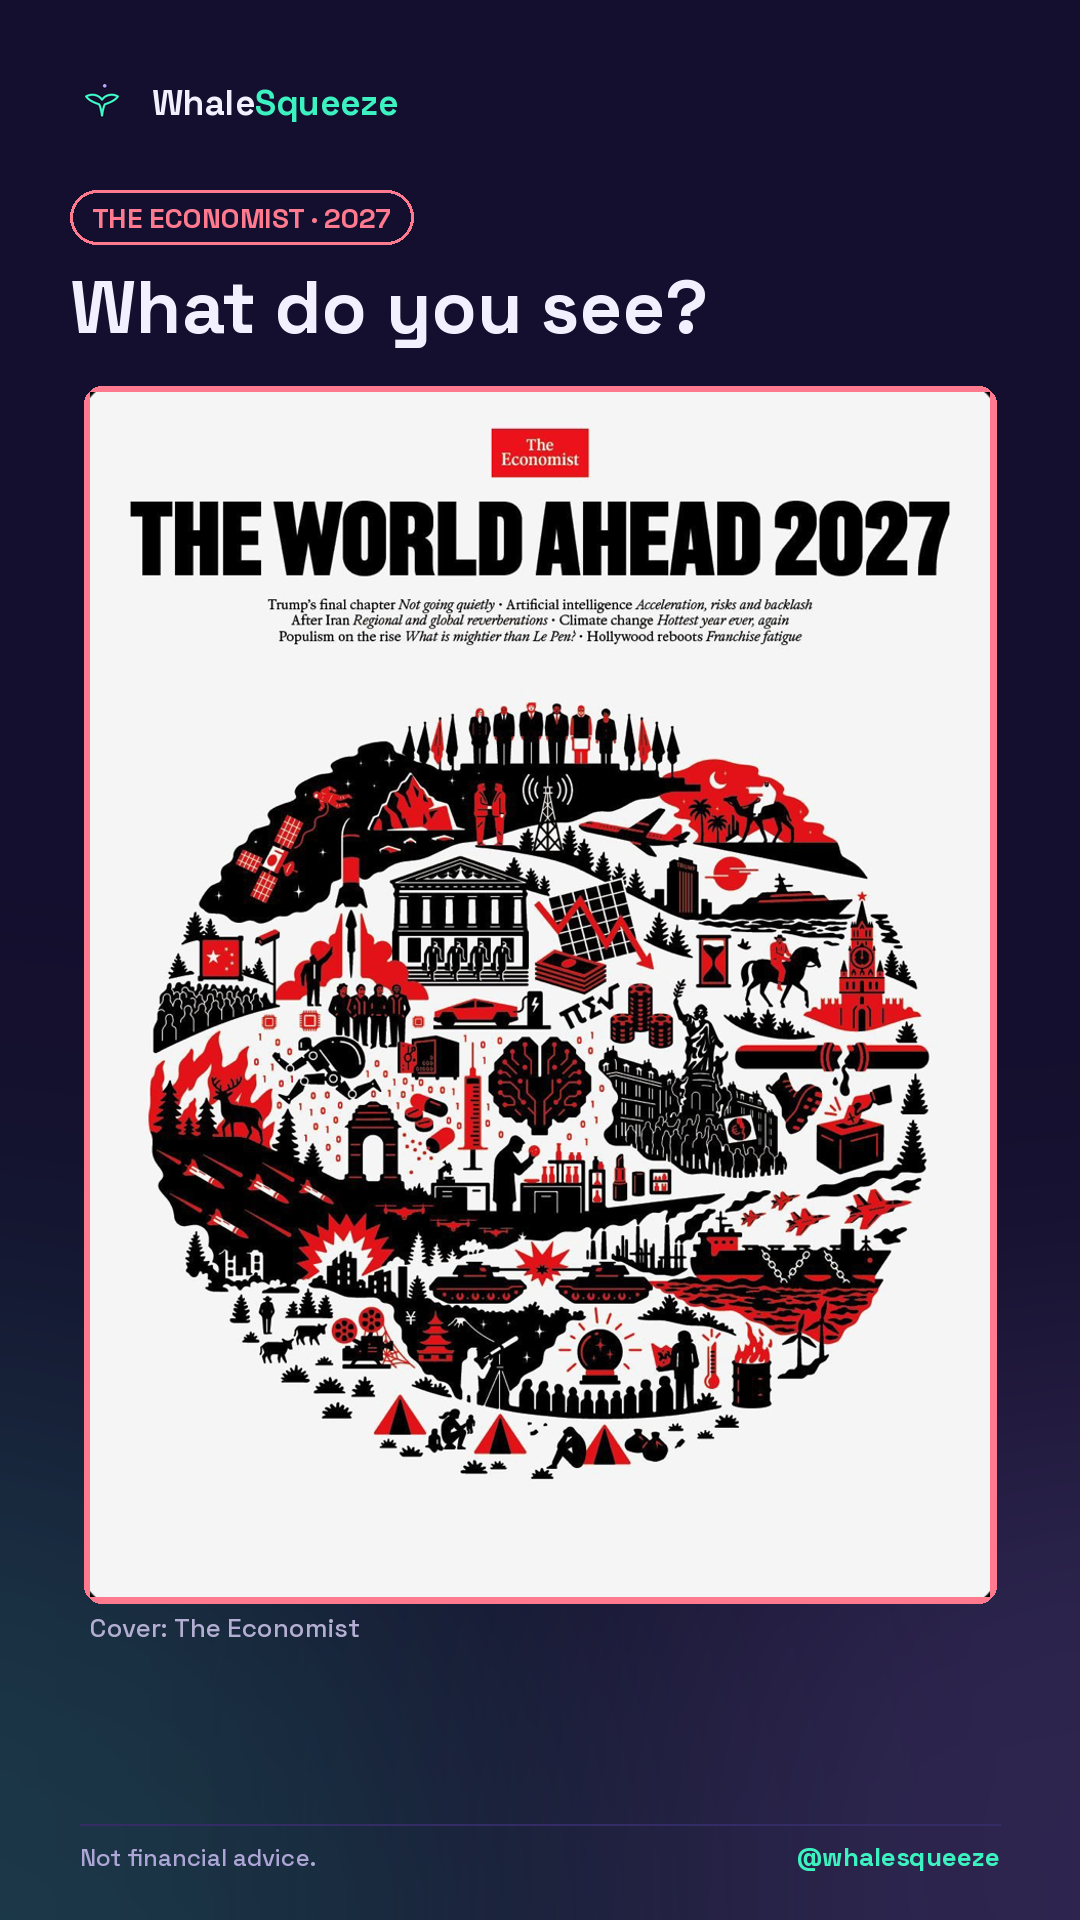 WhaleSqueeze
THE ECONOMIST · 2027
What do you see?
The
Economist
THE WORLD AHEAD 2027
Trump's final chapter Not going quietly · Artificial intelligence Acceleration, risks and backlash
After Iran Regional and global reverberations · Climate change Hottest year ever, again
Populism on the rise What is mightier than Le Pen? · Hollywood reboots Franchise fatigue
πΣV
¥
Cover: The Economist
Not financial advice.
@whalesqueeze